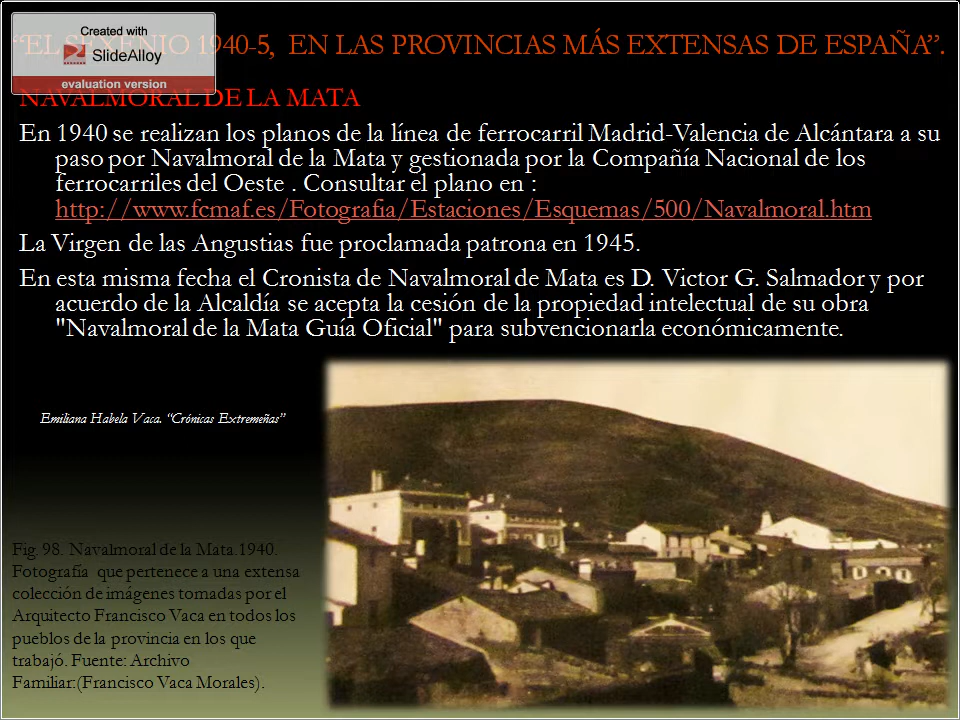 Created with
SlideAlloy
evaluation version
“EL SEXENIO 1940-5, EN LAS PROVINCIAS MÁS EXTENSAS DE ESPAÑA”.
NAVALMORAL DE LA MATA
En 1940 se realizan los planos de la línea de ferrocarril Madrid-Valencia de Alcántara a su
paso por Navalmoral de la Mata y gestionada por la Compañía Nacional de los
ferrocarriles del Oeste . Consultar el plano en :
http://www.fcmaf.es/Fotografia/Estaciones/Esquemas/500/Navalmoral.htm
La Virgen de las Angustias fue proclamada patrona en 1945.
En esta misma fecha el Cronista de Navalmoral de Mata es D. Victor G. Salmador y por
acuerdo de la Alcaldía se acepta la cesión de la propiedad intelectual de su obra
"Navalmoral de la Mata Guía Oficial" para subvencionarla económicamente.
Emiliana Habela Vaca. “Crónicas Extremeñas”
Fig. 98. Navalmoral de la Mata.1940.
Fotografía que pertenece a una extensa
colección de imágenes tomadas por el
Arquitecto Francisco Vaca en todos los
pueblos de la provincia en los que
trabajó. Fuente: Archivo
Familiar:(Francisco Vaca Morales).